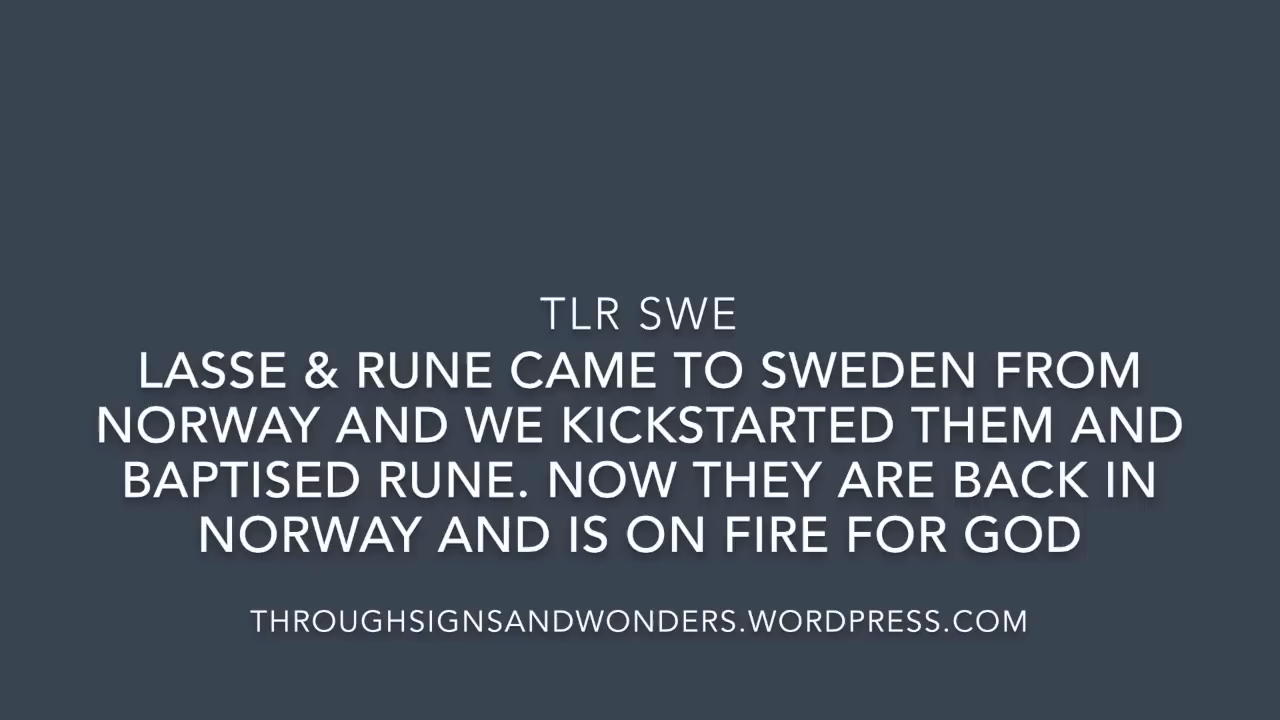 TLR SWE
LASSE & RUNE CAME TO SWEDEN FROM
NORWAY AND WE KICKSTARTED THEM AND
BAPTISED RUNE. NOW THEY ARE BACK IN
NORWAY AND IS ON FIRE FOR GOD
THROUGHSIGNSANDWONDERS.WORDPRESS.COM